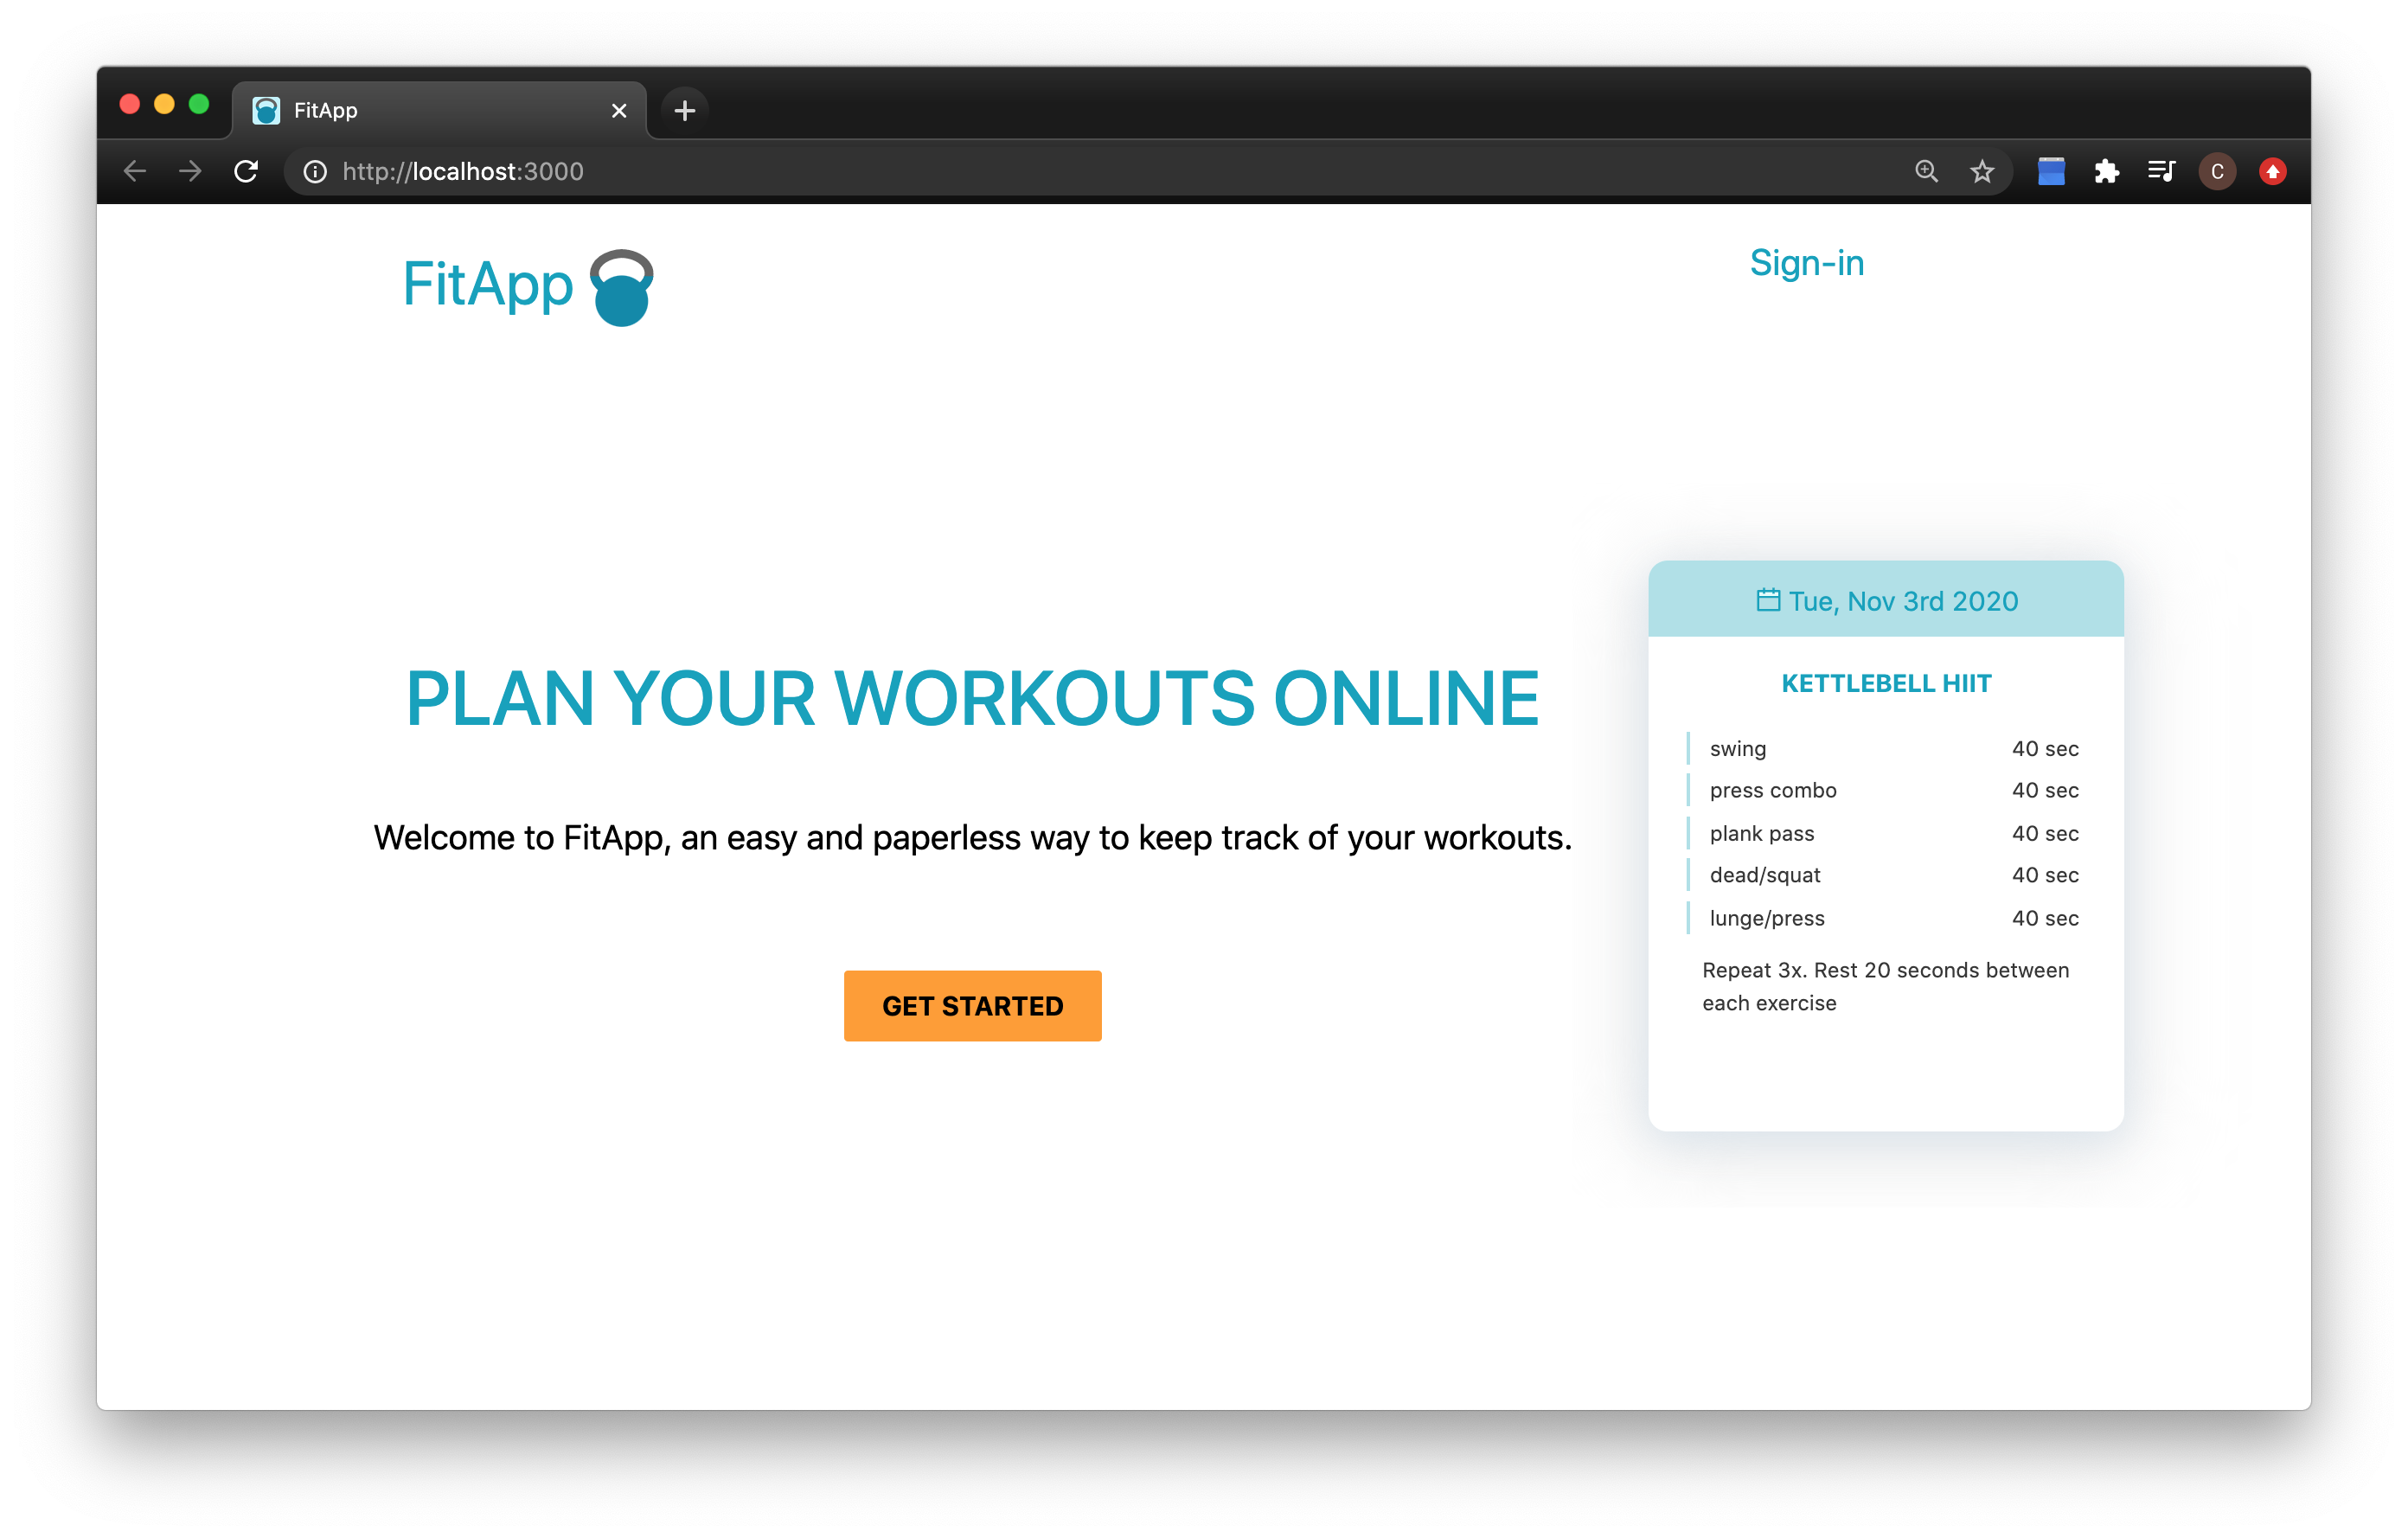 FitApp
http://localhost:3000
C
FitApp
Sign-in
PLAN YOUR WORKOUTS ONLINE
Welcome to FitApp, an easy and paperless way to keep track of your workouts.
GET STARTED
Tue, Nov 3rd 2020
KETTLEBELL HIIT
swing 40 sec
press combo 40 sec
plank pass 40 sec
dead/squat 40 sec
lunge/press 40 sec
Repeat 3x. Rest 20 seconds between
each exercise